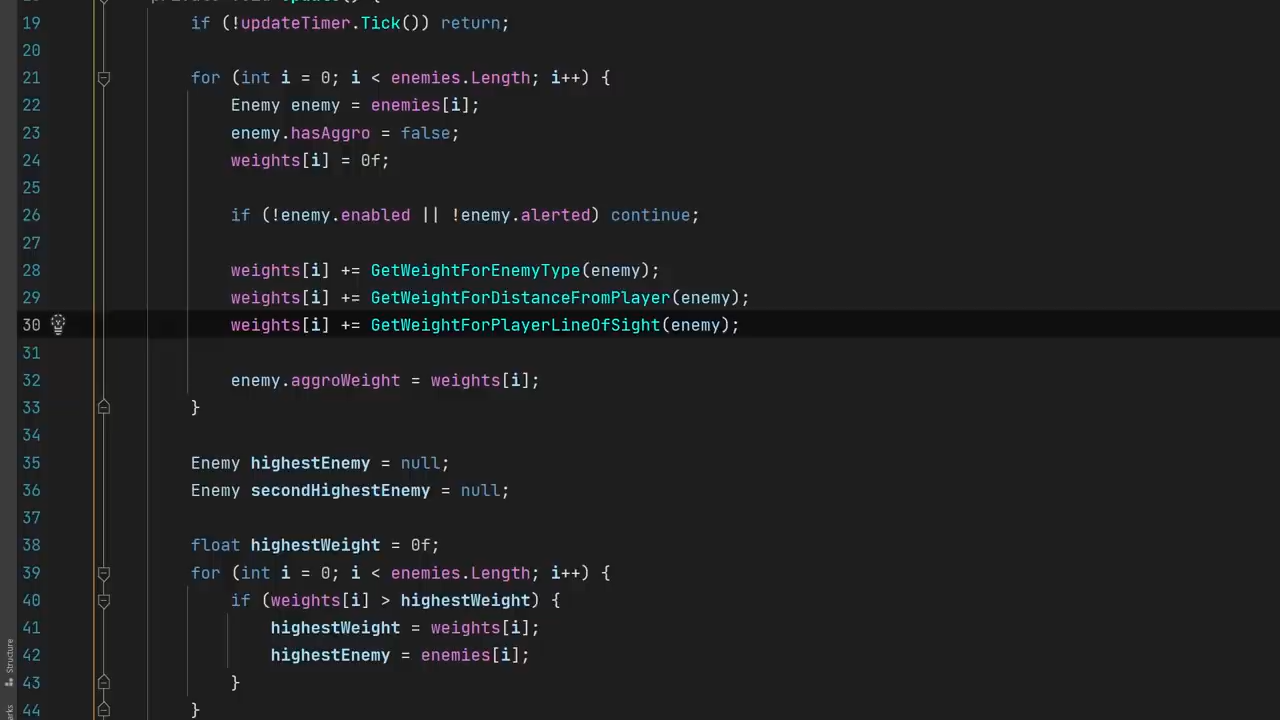 private void Update() {
19 if (!updateTimer.Tick()) return;
20
21 for (int i = 0; i < enemies.Length; i++) {
22 Enemy enemy = enemies[i];
23 enemy.hasAggro = false;
24 weights[i] = 0f;
25
26 if (!enemy.enabled || !enemy.alerted) continue;
27
28 weights[i] += GetWeightForEnemyType(enemy);
29 weights[i] += GetWeightForDistanceFromPlayer(enemy);
30 weights[i] += GetWeightForPlayerLineOfSight(enemy);
31
32 enemy.aggroWeight = weights[i];
33 }
34
35 Enemy highestEnemy = null;
36 Enemy secondHighestEnemy = null;
37
38 float highestWeight = 0f;
39 for (int i = 0; i < enemies.Length; i++) {
40 if (weights[i] > highestWeight) {
41 highestWeight = weights[i];
42 highestEnemy = enemies[i];
43 }
44 }
Structure